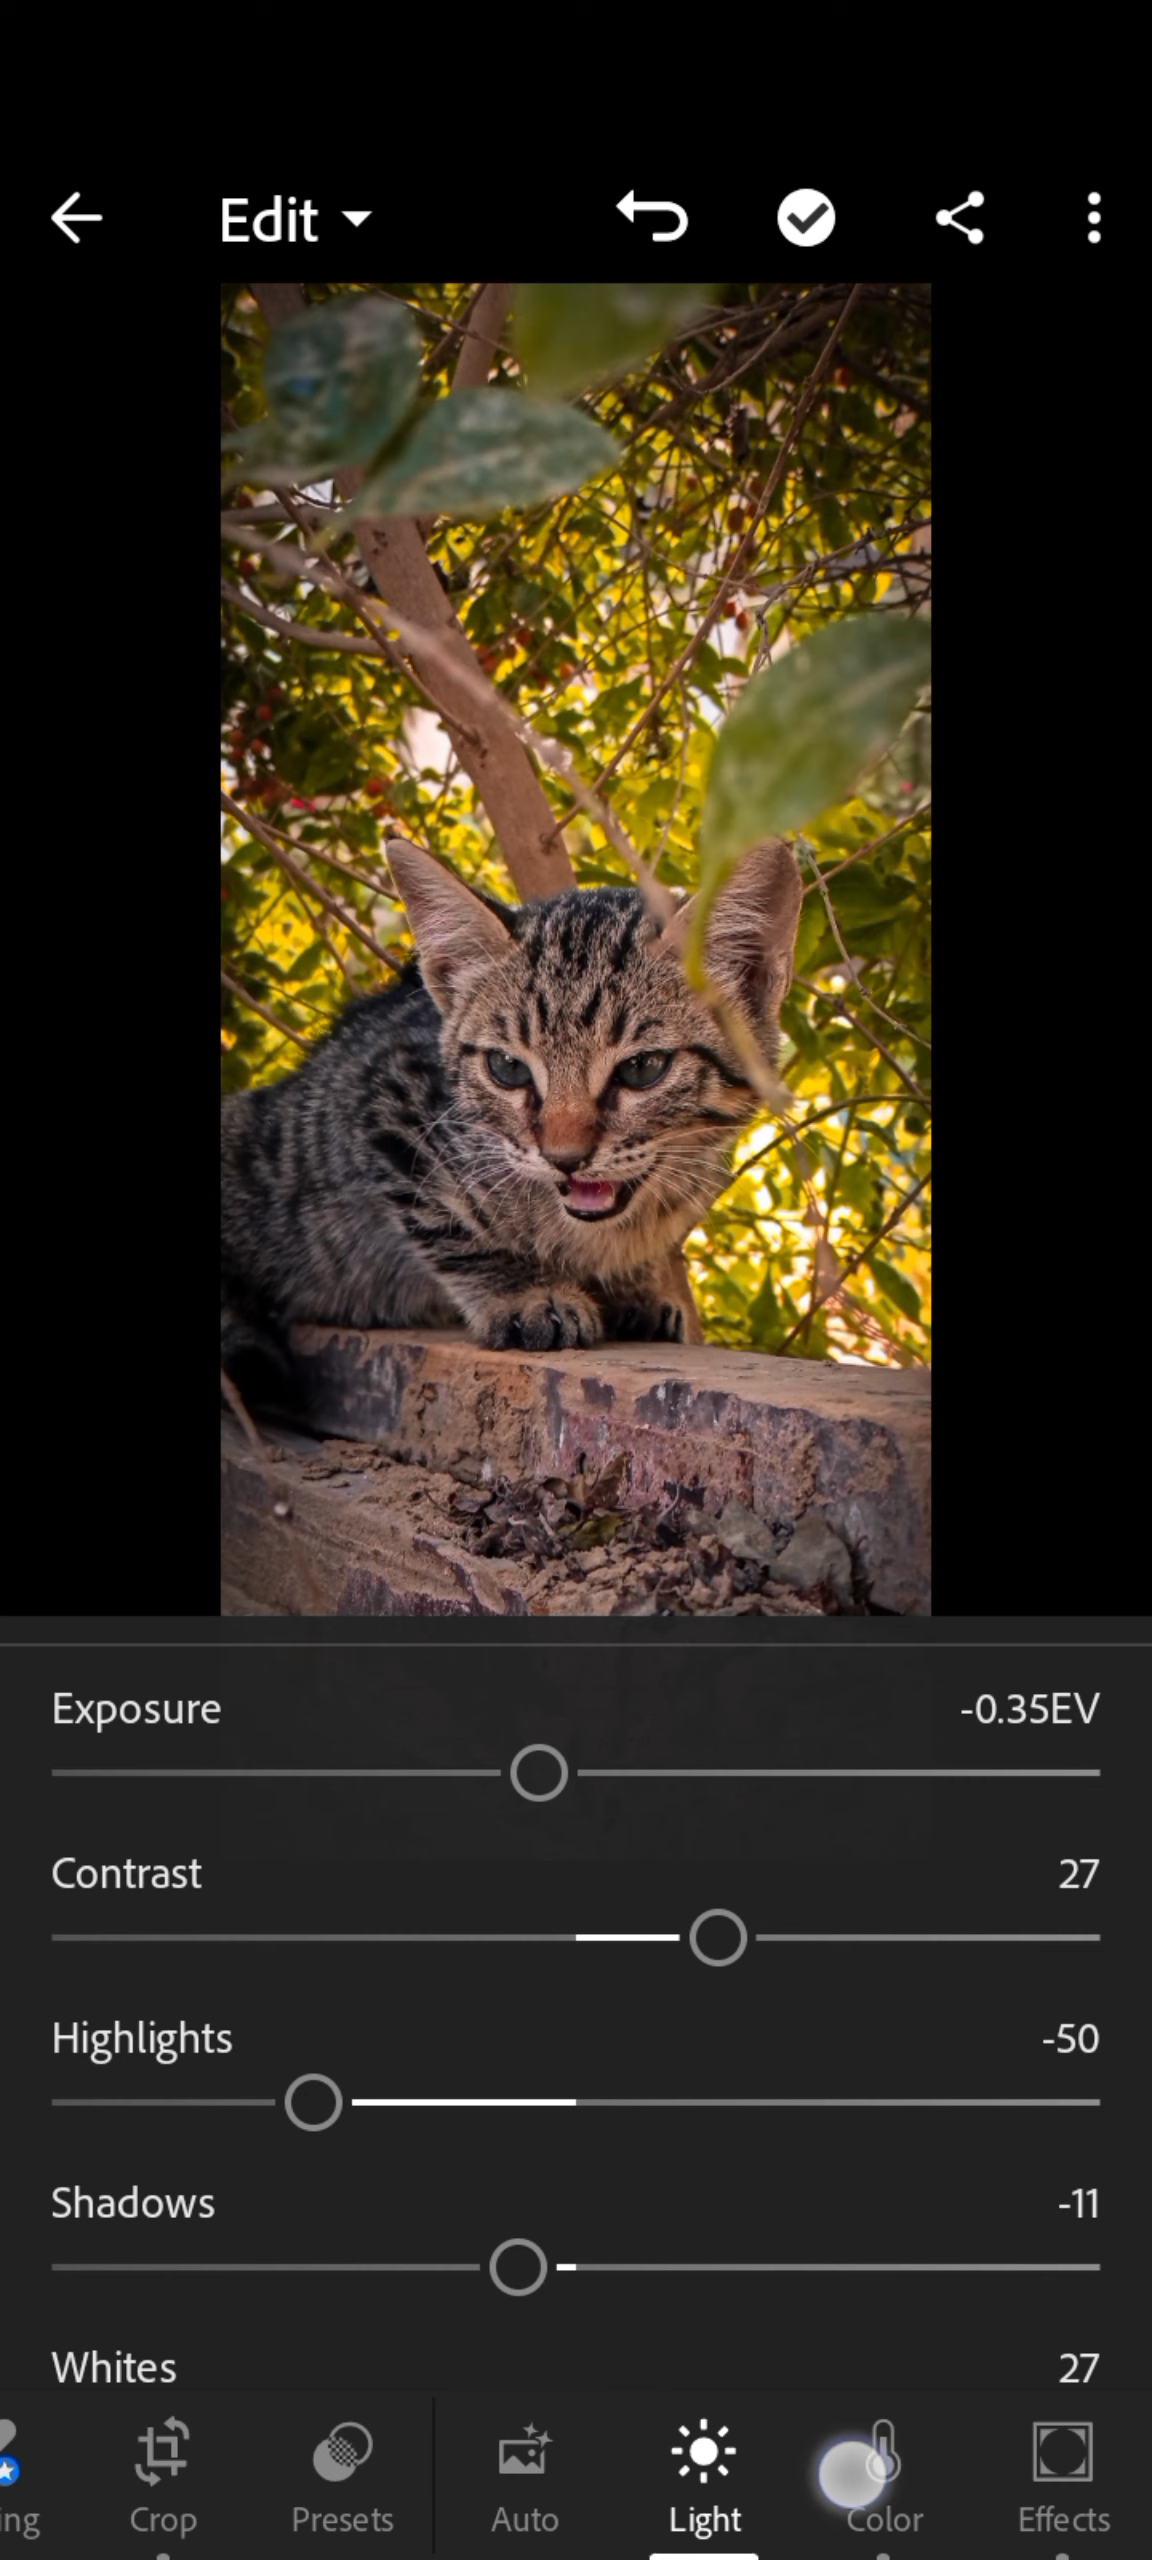 Edit
Exposure -0.35EV
Contrast 27
Highlights -50
Shadows -11
Whites 27
ing Crop Presets Auto Light Color Effects